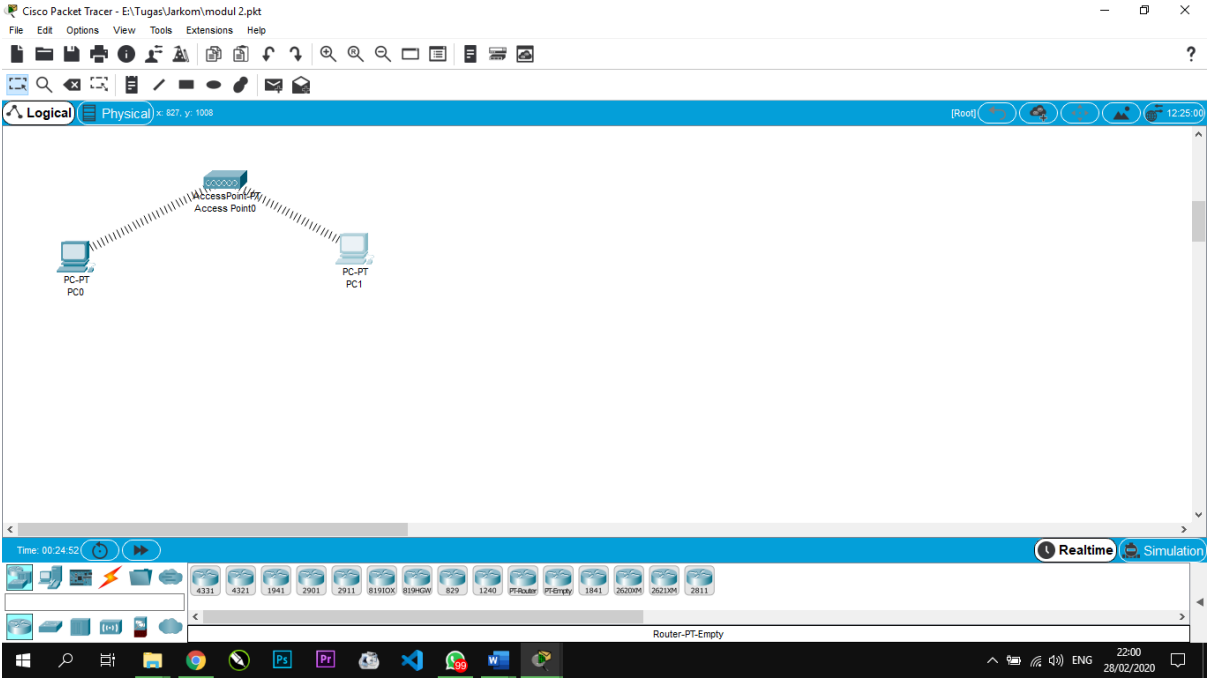 Cisco Packet Tracer - E:\Tugas\Jarkom\modul 2.pkt
File Edit Options View Tools Extensions Help
?
Logical Physical x: 827, y: 1008 [Root] 12:25:00
AccessPoint-PT
Access Point0
PC-PT
PC0
PC-PT
PC1
Time: 00:24:52 Realtime Simulation
4331 4321 1941 2901 2911 819IOX 819HGW 829 1240 PT-Router PT-Empty 1841 2620XM 2621XM 2811
Router-PT-Empty
Ps Pr 99 ENG 22:00
28/02/2020